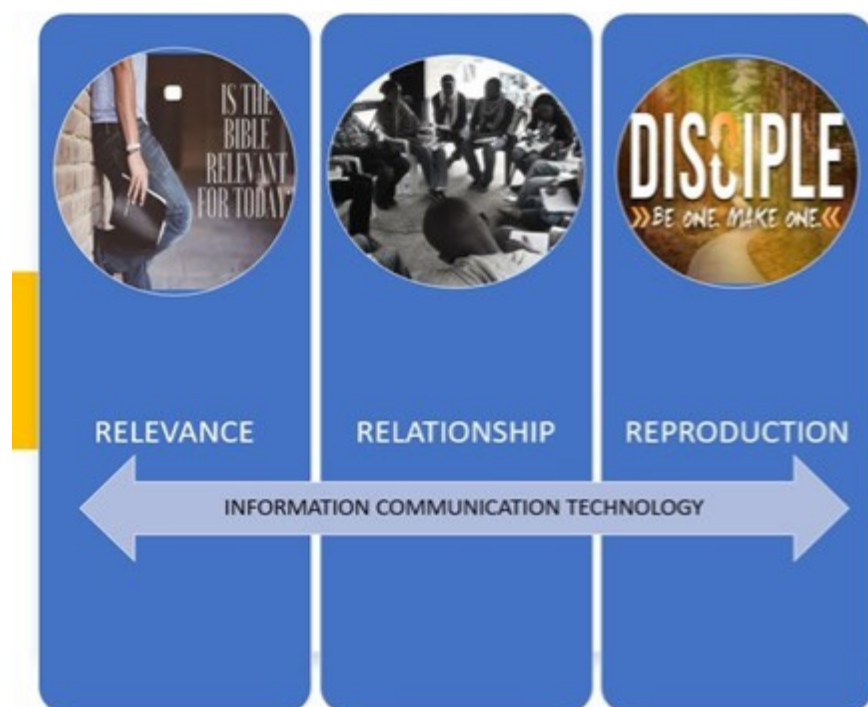 IS THE
BIBLE
RELEVANT
FOR TODAY
DISCIPLE
BE ONE. MAKE ONE.
RELEVANCE
RELATIONSHIP
REPRODUCTION
INFORMATION COMMUNICATION TECHNOLOGY